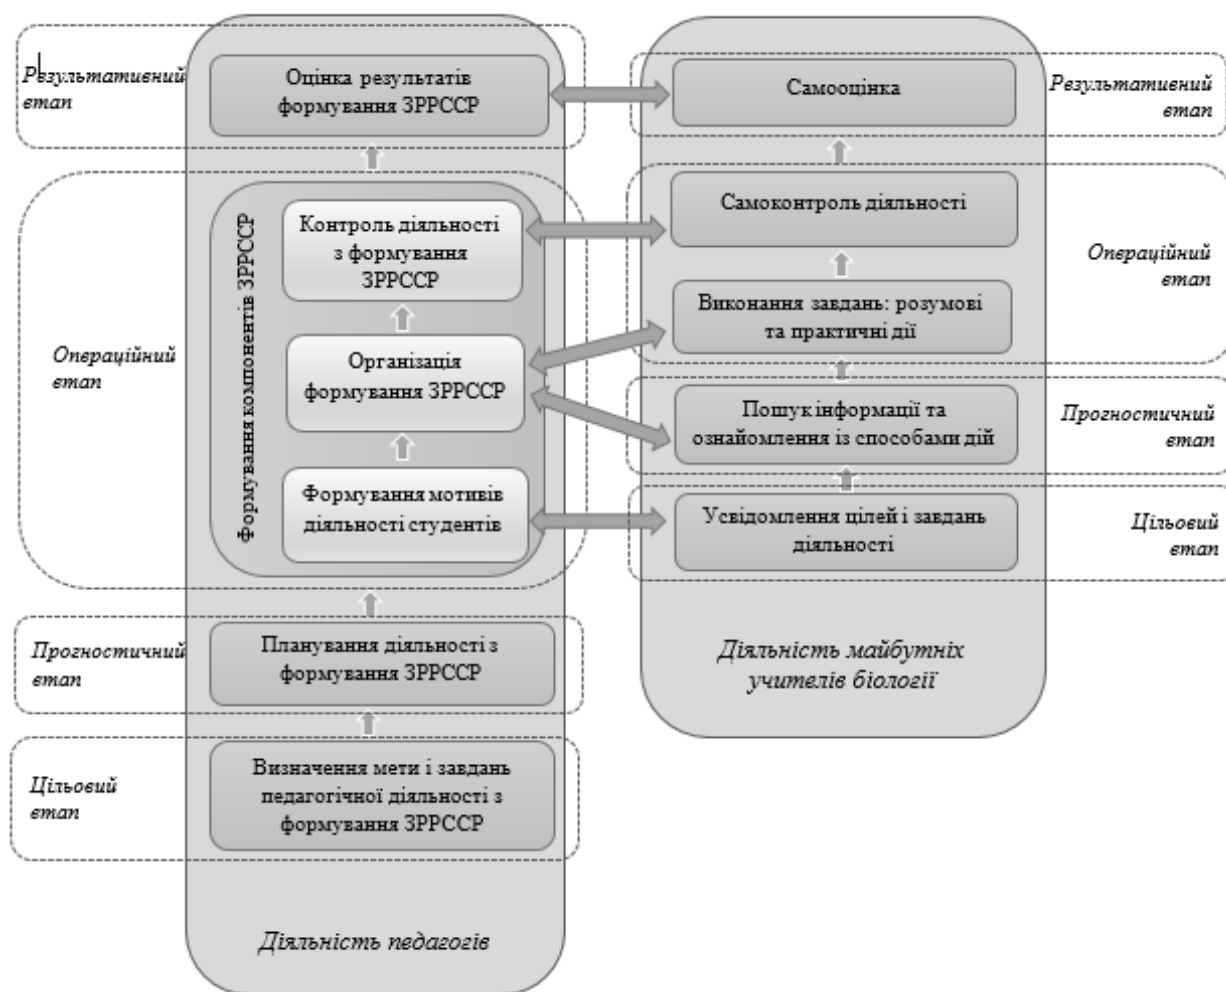 Результативний
етап
Оцінка результатів
формування ЗРРССР
Самооцінка
Результативний
етап
Формування компонентів ЗРРССР
Контроль діяльності
з формування
ЗРРССР
Самоконтроль діяльності
Операційний
етап
Виконання завдань: розумові
та практичні дії
Операційний
етап
Організація
формування ЗРРССР
Пошук інформації та
ознайомлення із способами дій
Прогностичний
етап
Формування мотивів
діяльності студентів
Усвідомлення цілей і завдань
діяльності
Цільовий
етап
Прогностичний
етап
Планування діяльності з
формування ЗРРССР
Діяльність майбутніх
учителів біології
Цільовий
етап
Визначення мети і завдань
педагогічної діяльності з
формування ЗРРССР
Діяльність педагогів